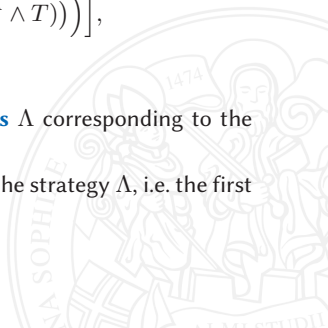 ∧ T)))],
s Λ corresponding to the
1474
he strategy Λ, i.e. the first